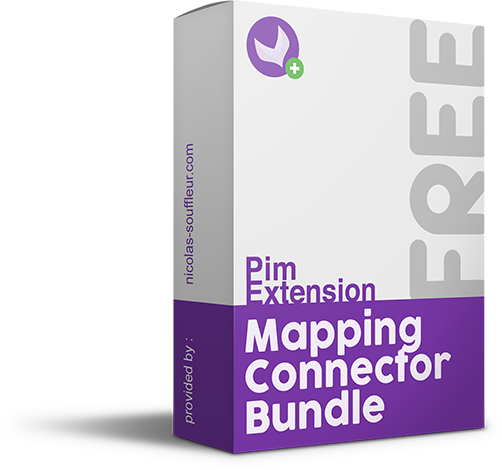 FREE
Pim
Extension
Mapping
Connector
Bundle
provided by : nicolas-souffleur.com